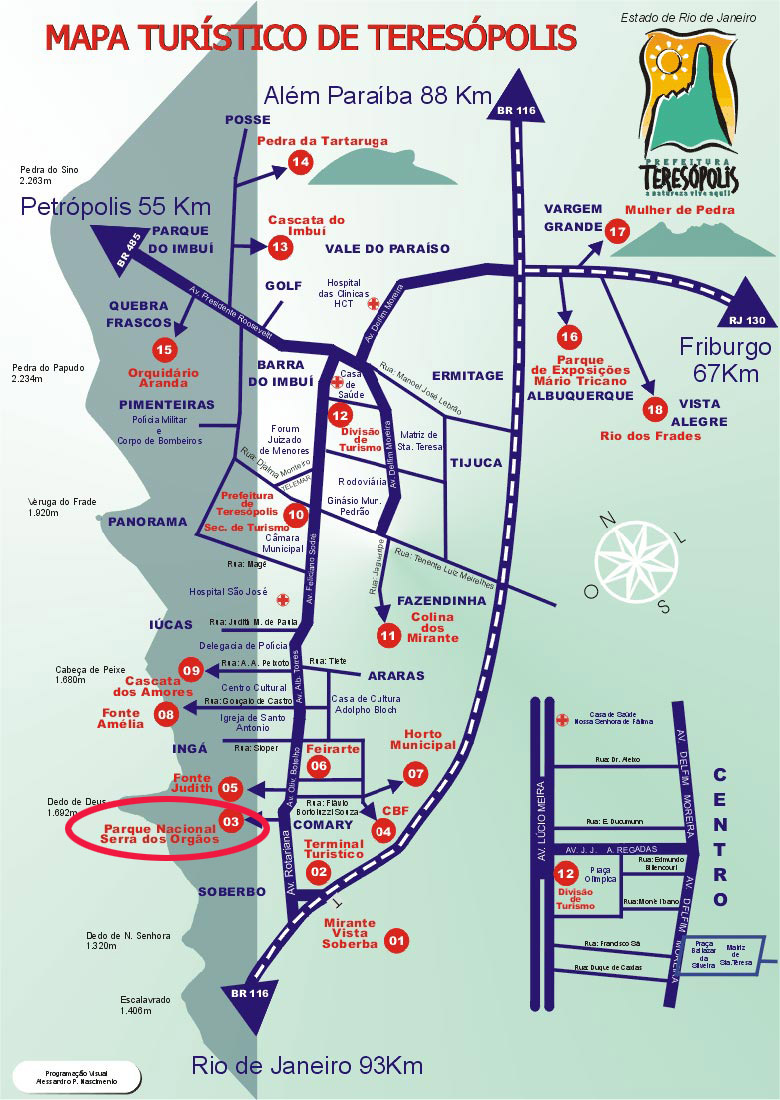 Estado de Rio de Janeiro
MAPA TURÍSTICO DE TERESÓPOLIS
Além Paraíba 88 Km
BR 116
POSSE
Pedra da Tartaruga
14
PREFEITURA
TERESÓPOLIS
a natureza vive aqui!
Pedra do Sino
2.263m
Petrópolis 55 Km
BR 485
PARQUE
DO IMBUÍ
Cascata do
Imbuí
13
VALE DO PARAÍSO
VARGEM
GRANDE
Mulher de Pedra
17
GOLF
Hospital
das Clinicas
HCT
Av. Delfim Moreira
Av. Presidente Roosevelt
QUEBRA
FRASCOS
15
Orquidário
Aranda
RJ 130
Friburgo
67Km
16
Parque
de Exposições
Mário Tricano
ALBUQUERQUE
18
VISTA
ALEGRE
Rio dos Frades
Pedra do Papudo
2.234m
BARRA
DO IMBUÍ
Casa
de
Saúde
Rua: Manoel José Lebrão
ERMITAGE
PIMENTEIRAS
Policia Militar
e
Corpo de Bombeiros
12
Divisão
de
Turismo
Forum
Juizado
de Menores
Av. Delfim Moreira
Matriz de
Sta. Teresa
TIJUCA
Rua: Djalma Monteiro
TELEMAR
Rodoviária
Ginásio Mun.
Pedrão
Prefeitura
de
Teresópolis
10
Sec. de Turismo
Câmara
Municipal
Veruga do Frade
1.920m
PANORAMA
Rua: Magé
Av. Feliciano Sodré
Rua: Jaguaribe
Rua: Tenente Luiz Meirelhes
N
L
O
S
Hospital São José
FAZENDINHA
Colina
dos
Mirante
11
IÚCAS
Rua: Judith M. de Paula
Delegacia de Policia
Cabeça de Peixe
1.680m
09
Rua: A. A. Peixoto
Rua: Tiete
Av. Alb. Torres
ARARAS
Cascata
dos Amores
Centro Cultural
Rua: Gonçalo de Castro
Casa de Cultura
Adolpho Bloch
Fonte
Amélia
08
Igreja de Santo
Antonio
INGÁ
Rua: Sloper
Feirarte
06
Horto
Municipal
07
Fonte
Judith
05
Av. Oliv. Botelho
Rua: Flávio
Bortoluzzi Souza
CBF
04
Dedo de Deus
1.692m
03
Parque Nacional
Serra dos Orgãos
COMARY
Terminal
Turistico
02
Av. Rotariana
SOBERBO
Mirante
Vista
Soberba
01
Dedo de N. Senhora
1.320m
Escalavrado
1.406m
BR 116
Rio de Janeiro 93Km
Programação Visual
Alessandro P. Nascimento
Casa de Saúde
Nossa Senhora de Fátima
Rua: Dr. Aleixo
AV. DELFIM MOREIRA
CENTRO
AV. LÚCIO MEIRA
Rua: E. Ducumunn
AV. J. J. A. REGADAS
12
Divisão
de
Turismo
Praça
Olímpica
Rua: Edmundo
Bittencouri
Rua: Monte Ibano
AV. DELFIM MOREIRA
Rua: Francisco Sá
Rua: Duque de Caxias
Praça
Baltazar
da
Silveira
Matriz
de
Sta.Teresa